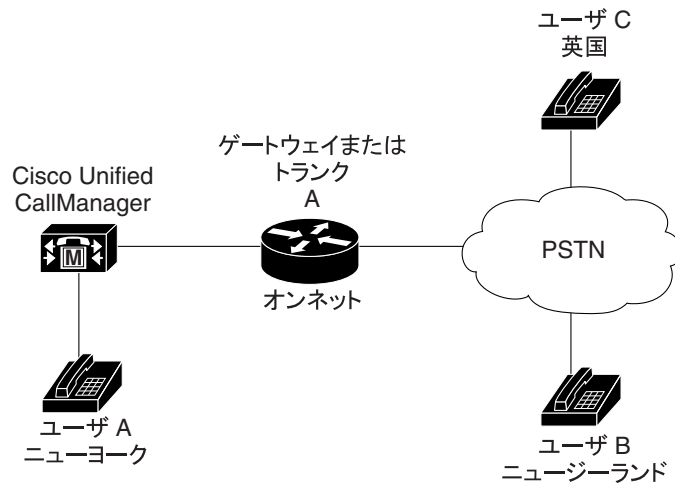 ユーザ C
英国
ゲートウェイまたは
トランク
A
Cisco Unified
CallManager
M
PSTN
オンネット
ユーザ A
ニューヨーク
ユーザ B
ニュージーランド